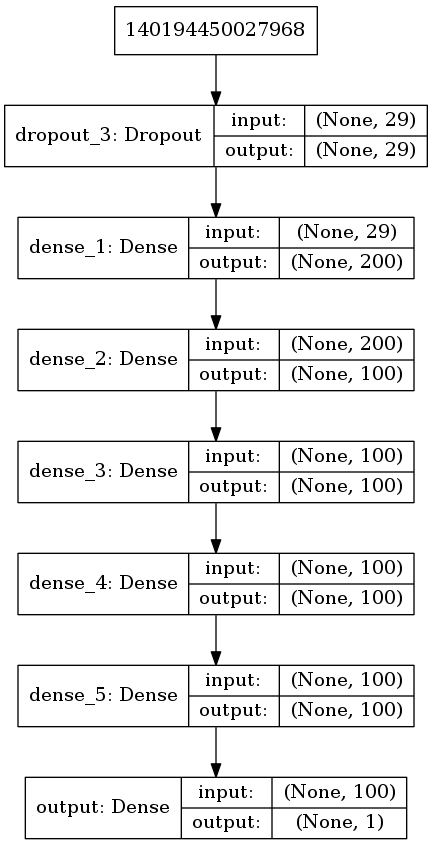 140194450027968
dropout_3: Dropout
input:
(None, 29)
output:
(None, 29)
dense_1: Dense
input:
(None, 29)
output:
(None, 200)
dense_2: Dense
input:
(None, 200)
output:
(None, 100)
dense_3: Dense
input:
(None, 100)
output:
(None, 100)
dense_4: Dense
input:
(None, 100)
output:
(None, 100)
dense_5: Dense
input:
(None, 100)
output:
(None, 100)
output: Dense
input:
(None, 100)
output:
(None, 1)